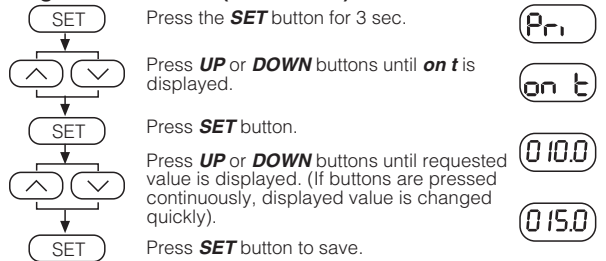 SET Press the SET button for 3 sec. Pri
Press UP or DOWN buttons until on t is
displayed.
on t
SET Press SET button.
Press UP or DOWN buttons until requested
value is displayed. (If buttons are pressed
continuously, displayed value is changed
quickly).
010.0
015.0
SET Press SET button to save.